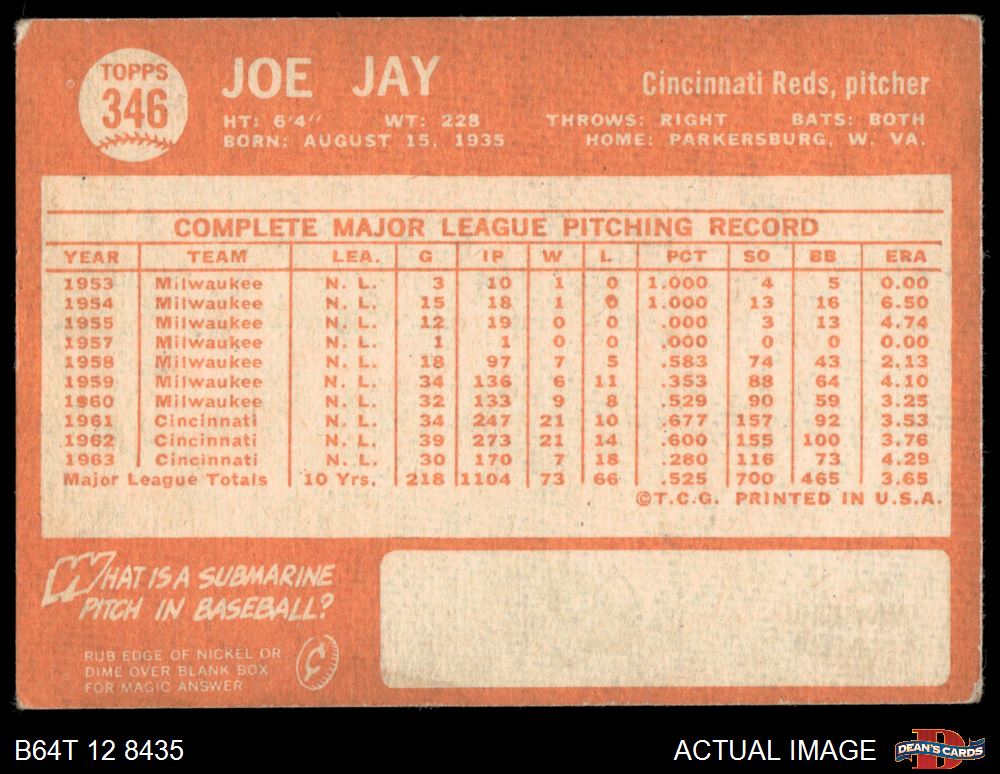 TOPPS
346
JOE JAY
Cincinnati Reds, pitcher
HT: 6'4" WT: 228 THROWS: RIGHT BATS: BOTH
BORN: AUGUST 15, 1935 HOME: PARKERSBURG, W. VA.
COMPLETE MAJOR LEAGUE PITCHING RECORD
YEAR TEAM LEA. G IP W L PCT SO BB ERA
1953 Milwaukee N. L. 3 10 1 0 1.000 4 5 0.00
1954 Milwaukee N. L. 15 18 1 0 1.000 13 16 6.50
1955 Milwaukee N. L. 12 19 0 0 .000 3 13 4.74
1957 Milwaukee N. L. 1 1 0 0 .000 0 0 0.00
1958 Milwaukee N. L. 18 97 7 5 .583 74 43 2.13
1959 Milwaukee N. L. 34 136 6 11 .353 88 64 4.10
1960 Milwaukee N. L. 32 133 9 8 .529 90 59 3.25
1961 Cincinnati N. L. 34 247 21 10 .677 157 92 3.53
1962 Cincinnati N. L. 39 273 21 14 .600 155 100 3.76
1963 Cincinnati N. L. 30 170 7 18 .280 116 73 4.29
Major League Totals 10 Yrs. 218 1104 73 66 .525 700 465 3.65
©T.C.G. PRINTED IN U.S.A.
WHAT IS A SUBMARINE
PITCH IN BASEBALL?
RUB EDGE OF NICKEL OR
DIME OVER BLANK BOX
FOR MAGIC ANSWER
B64T 12 8435
ACTUAL IMAGE
DEAN'S CARDS